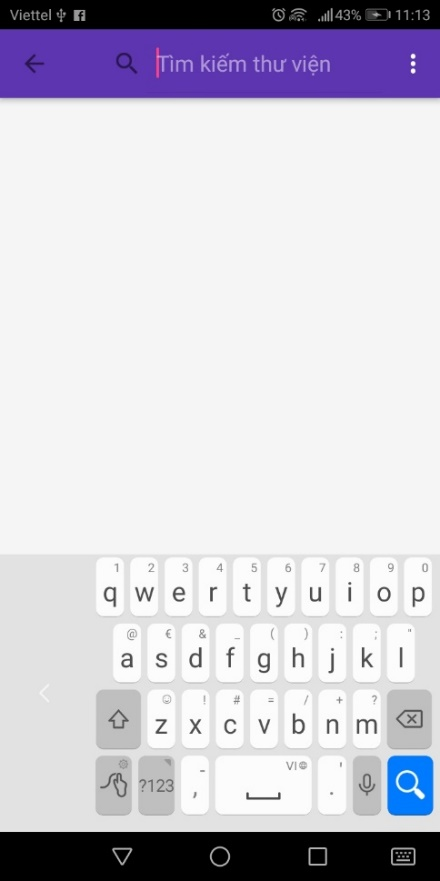 Viettel 43% 11:13
Tìm kiếm thư viện
1 2 3 4 5 6 7 8 9 0
q w e r t y u i o p
@ € & _ ( ) : ; "
a s d f g h j k l
! # = / + ?
z x c v b n m
- VI '
?123 , .